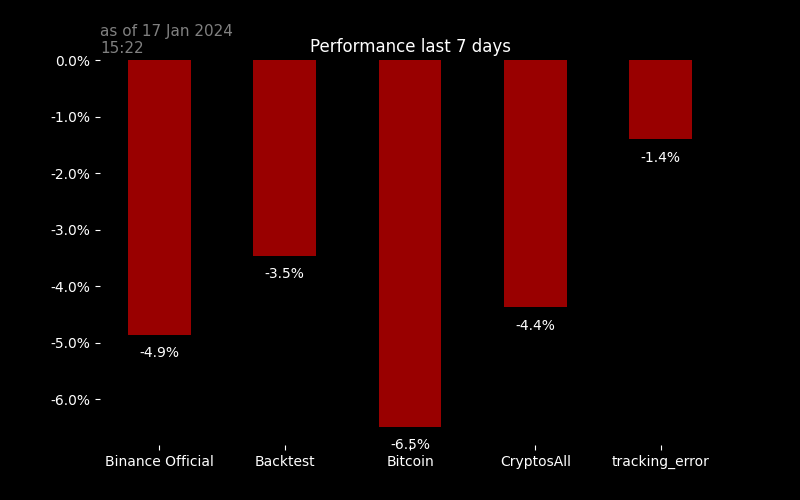 as of 17 Jan 2024
15:22
Performance last 7 days
0.0%
-1.0%
-2.0%
-3.0%
-4.0%
-5.0%
-6.0%
-4.9%
-3.5%
-6.5%
-4.4%
-1.4%
Binance Official
Backtest
Bitcoin
CryptosAll
tracking_error